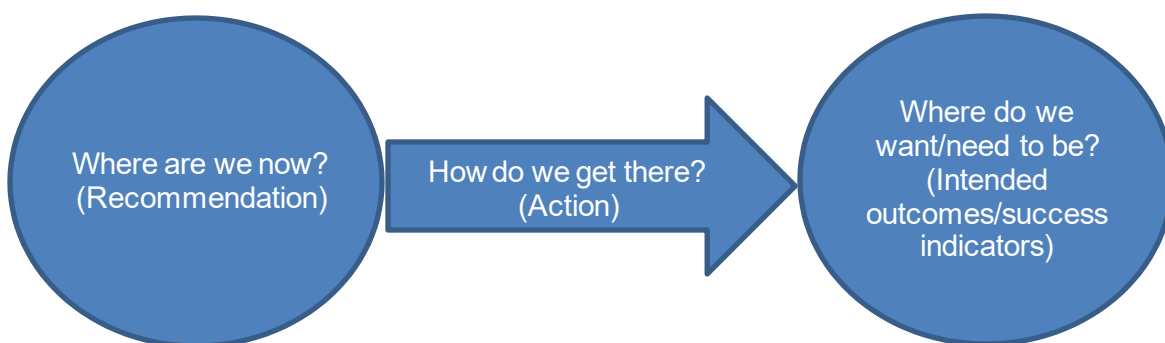 Where are we now?
(Recommendation)
How do we get there?
(Action)
Where do we
want/need to be?
(Intended
outcomes/success
indicators)